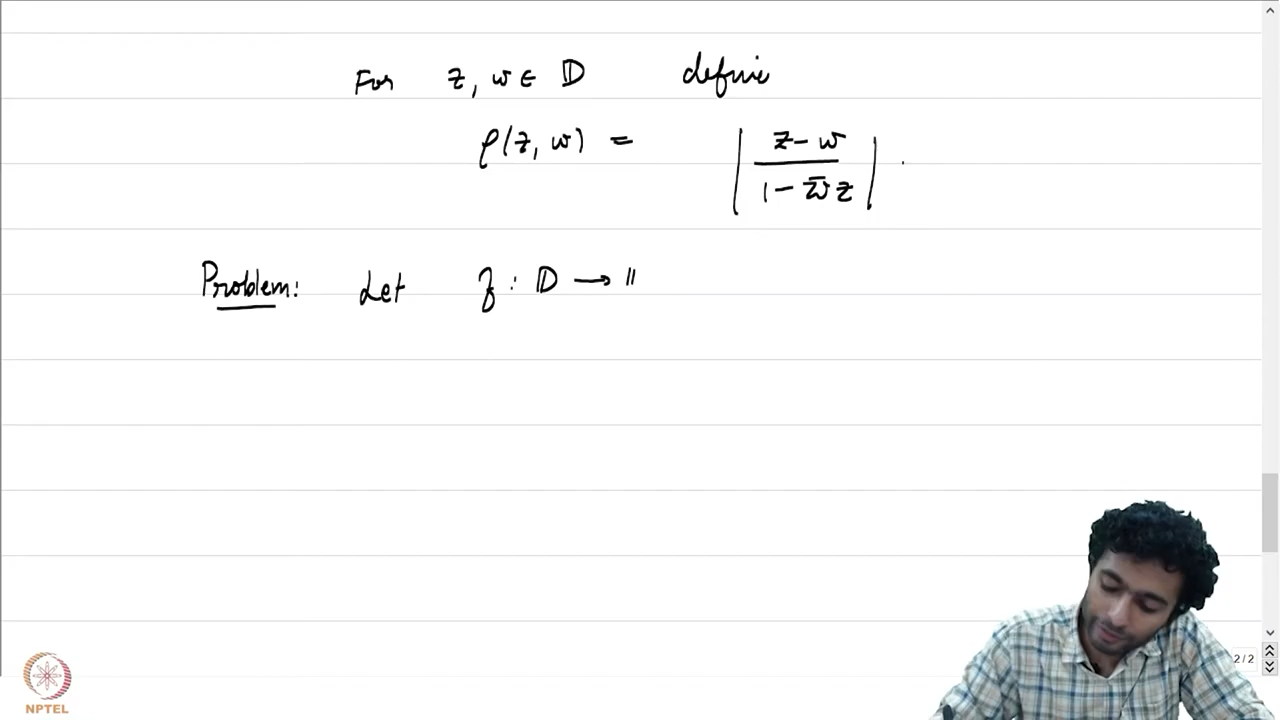 For z, w ∈ 𝔻 define
ρ(z, w) = | z - w / 1 - w̄z |
Problem: Let f : 𝔻 →
2/2
NPTEL